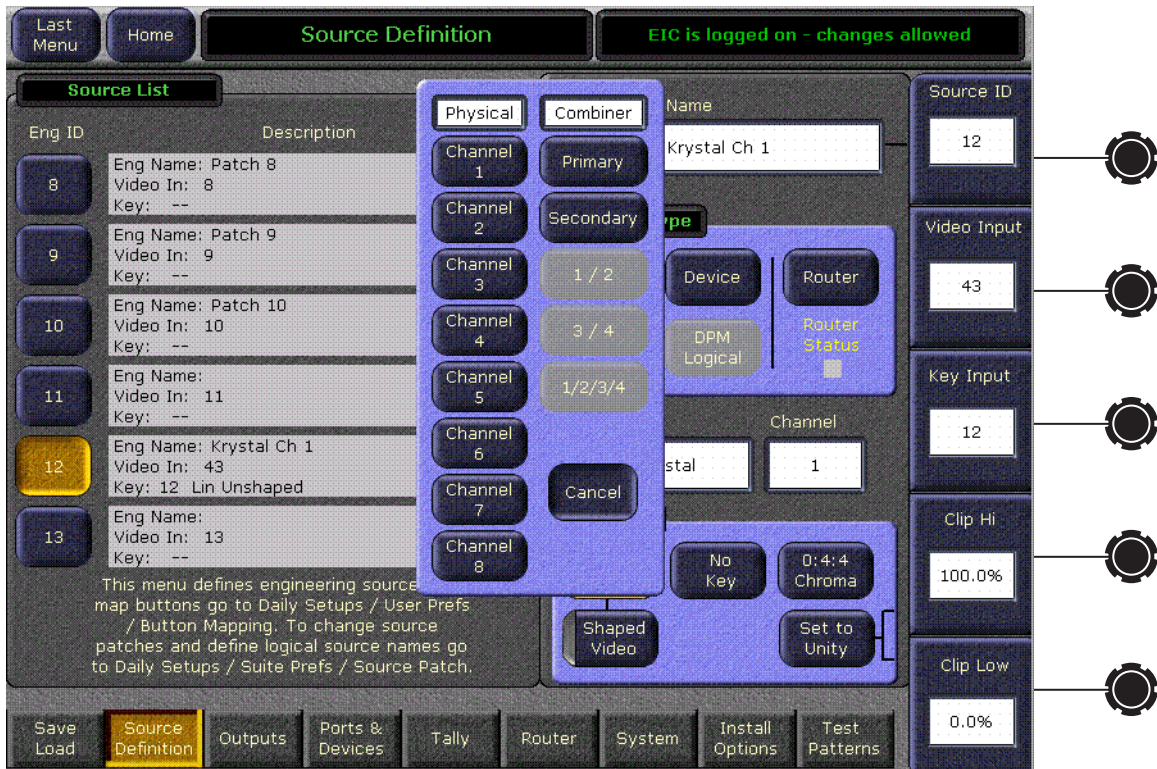 Last
Menu
Home
Source Definition
EIC is logged on - changes allowed
Source List
Eng ID
Description
8
Eng Name: Patch 8
Video In: 8
Key: --
9
Eng Name: Patch 9
Video In: 9
Key: --
10
Eng Name: Patch 10
Video In: 10
Key: --
11
Eng Name:
Video In: 11
Key: --
12
Eng Name: Krystal Ch 1
Video In: 43
Key: 12 Lin Unshaped
13
Eng Name:
Video In: 13
Key: --
This menu defines engineering source
map buttons go to Daily Setups / User Prefs
/ Button Mapping. To change source
patches and define logical source names go
to Daily Setups / Suite Prefs / Source Patch.
Physical
Channel
1
Channel
2
Channel
3
Channel
4
Channel
5
Channel
6
Channel
7
Channel
8
Combiner
Primary
Secondary
1 / 2
3 / 4
1/2/3/4
Cancel
Name
Krystal Ch 1
ype
Device
Router
DPM
Logical
Router
Status
Channel
stal
1
No
Key
0:4:4
Chroma
Shaped
Video
Set to
Unity
Source ID
12
Video Input
43
Key Input
12
Clip Hi
100.0%
Clip Low
0.0%
Save
Load
Source
Definition
Outputs
Ports &
Devices
Tally
Router
System
Install
Options
Test
Patterns